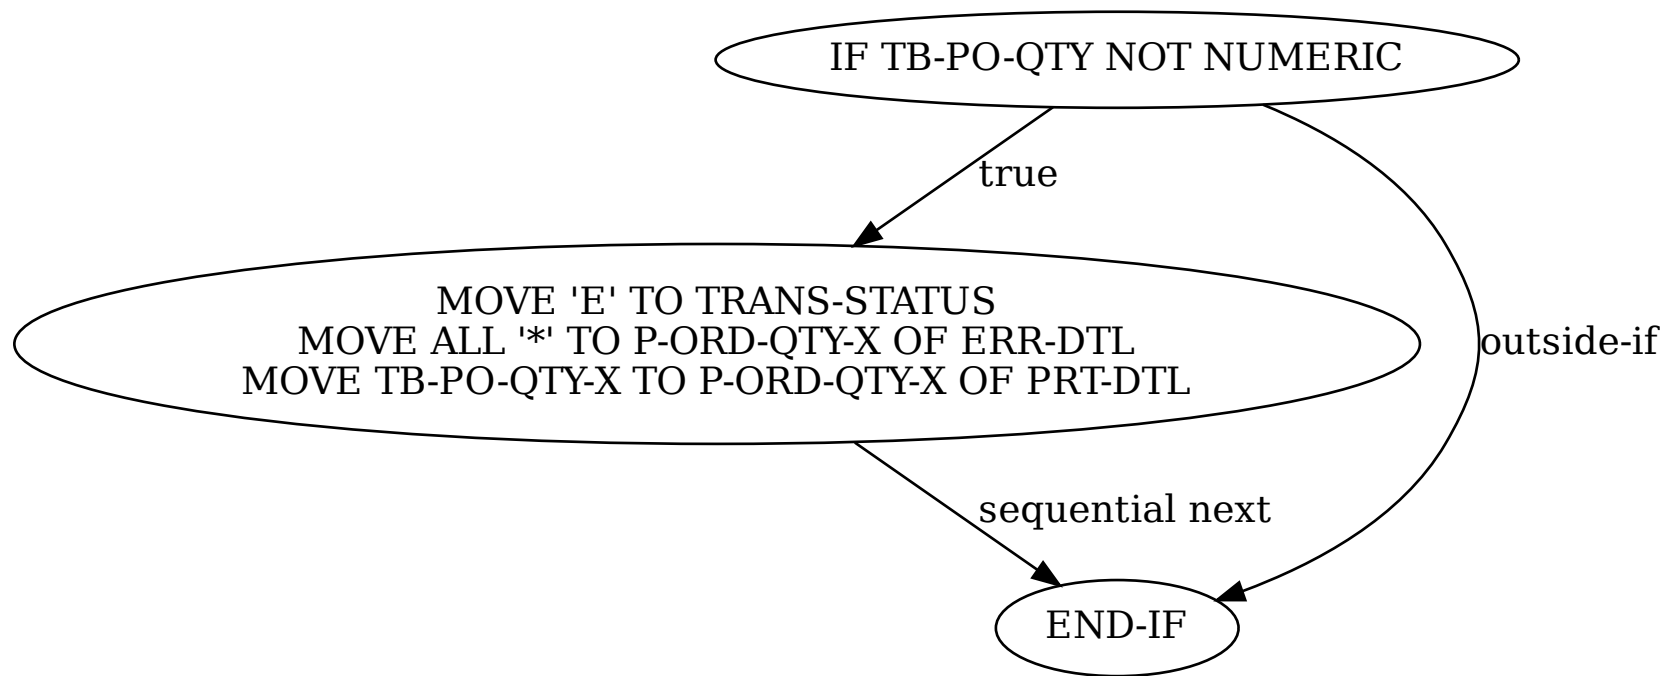 IF TB-PO-QTY NOT NUMERIC
true
MOVE 'E' TO TRANS-STATUS
MOVE ALL '*' TO P-ORD-QTY-X OF ERR-DTL
MOVE TB-PO-QTY-X TO P-ORD-QTY-X OF PRT-DTL
outside-if
sequential next
END-IF